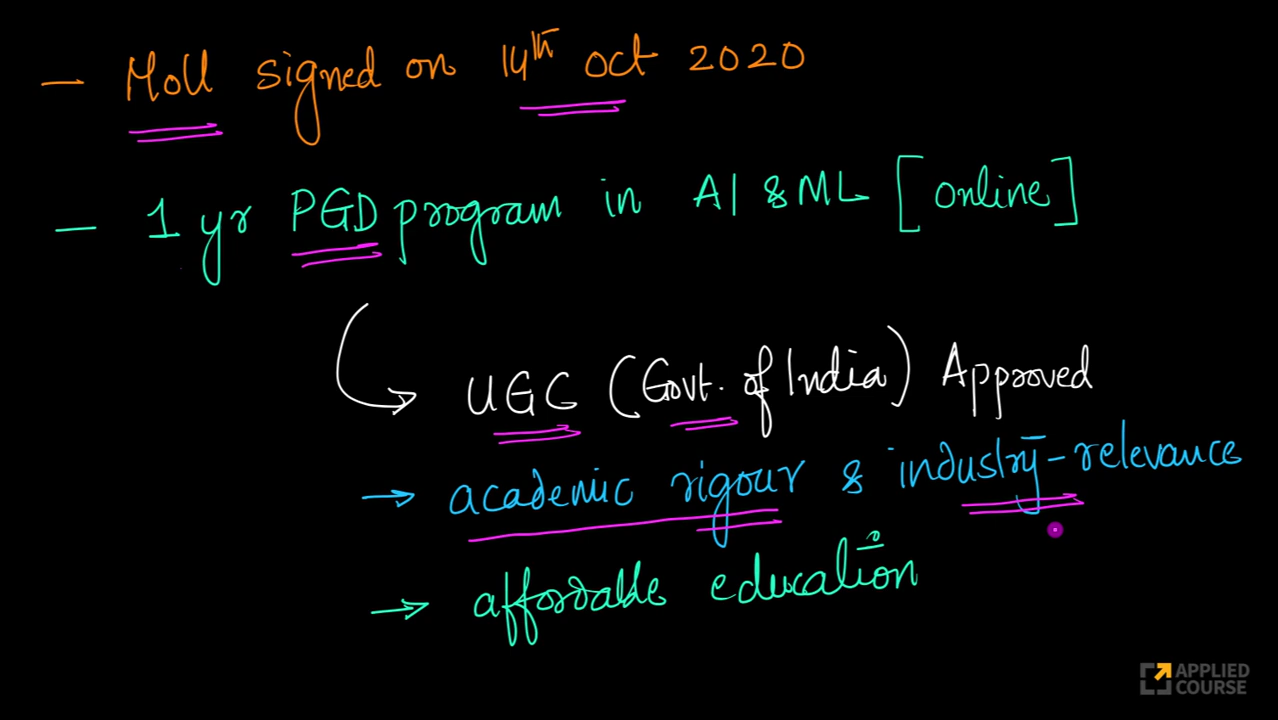 - MoU signed on 14th oct 2020
- 1 yr PGD program in AI & ML [online]
UGC (Govt. of India) Approved
→ academic rigour & industry-relevance
→ affordable education
APPLIED
COURSE